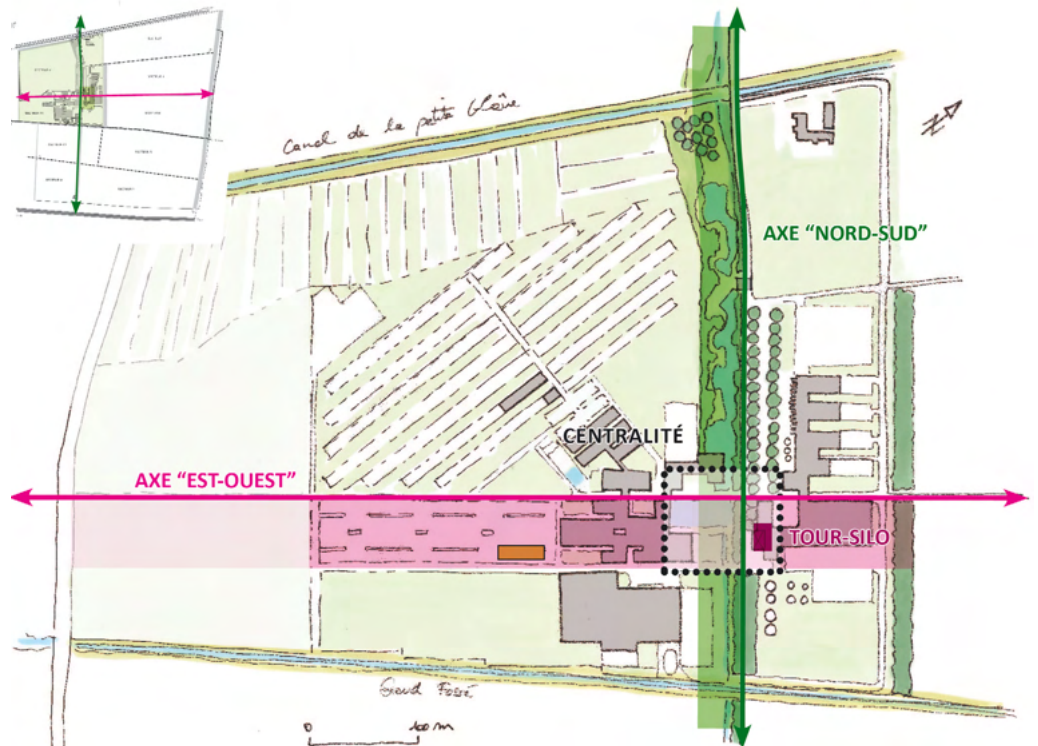 Canal de la petite Glâne
N
AXE "NORD-SUD"
CENTRALITÉ
AXE "EST-OUEST"
TOUR-SILO
Grand Fossé
0 100 m